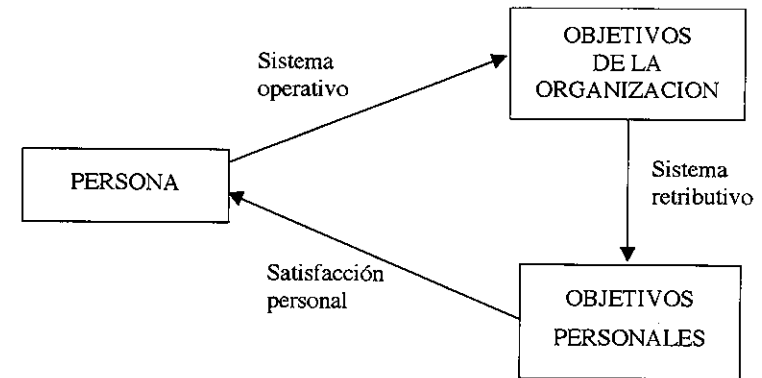 OBJETIVOS
DE LA
ORGANIZACION
Sistema
operativo
PERSONA
Sistema
retributivo
Satisfacción
personal
OBJETIVOS
PERSONALES